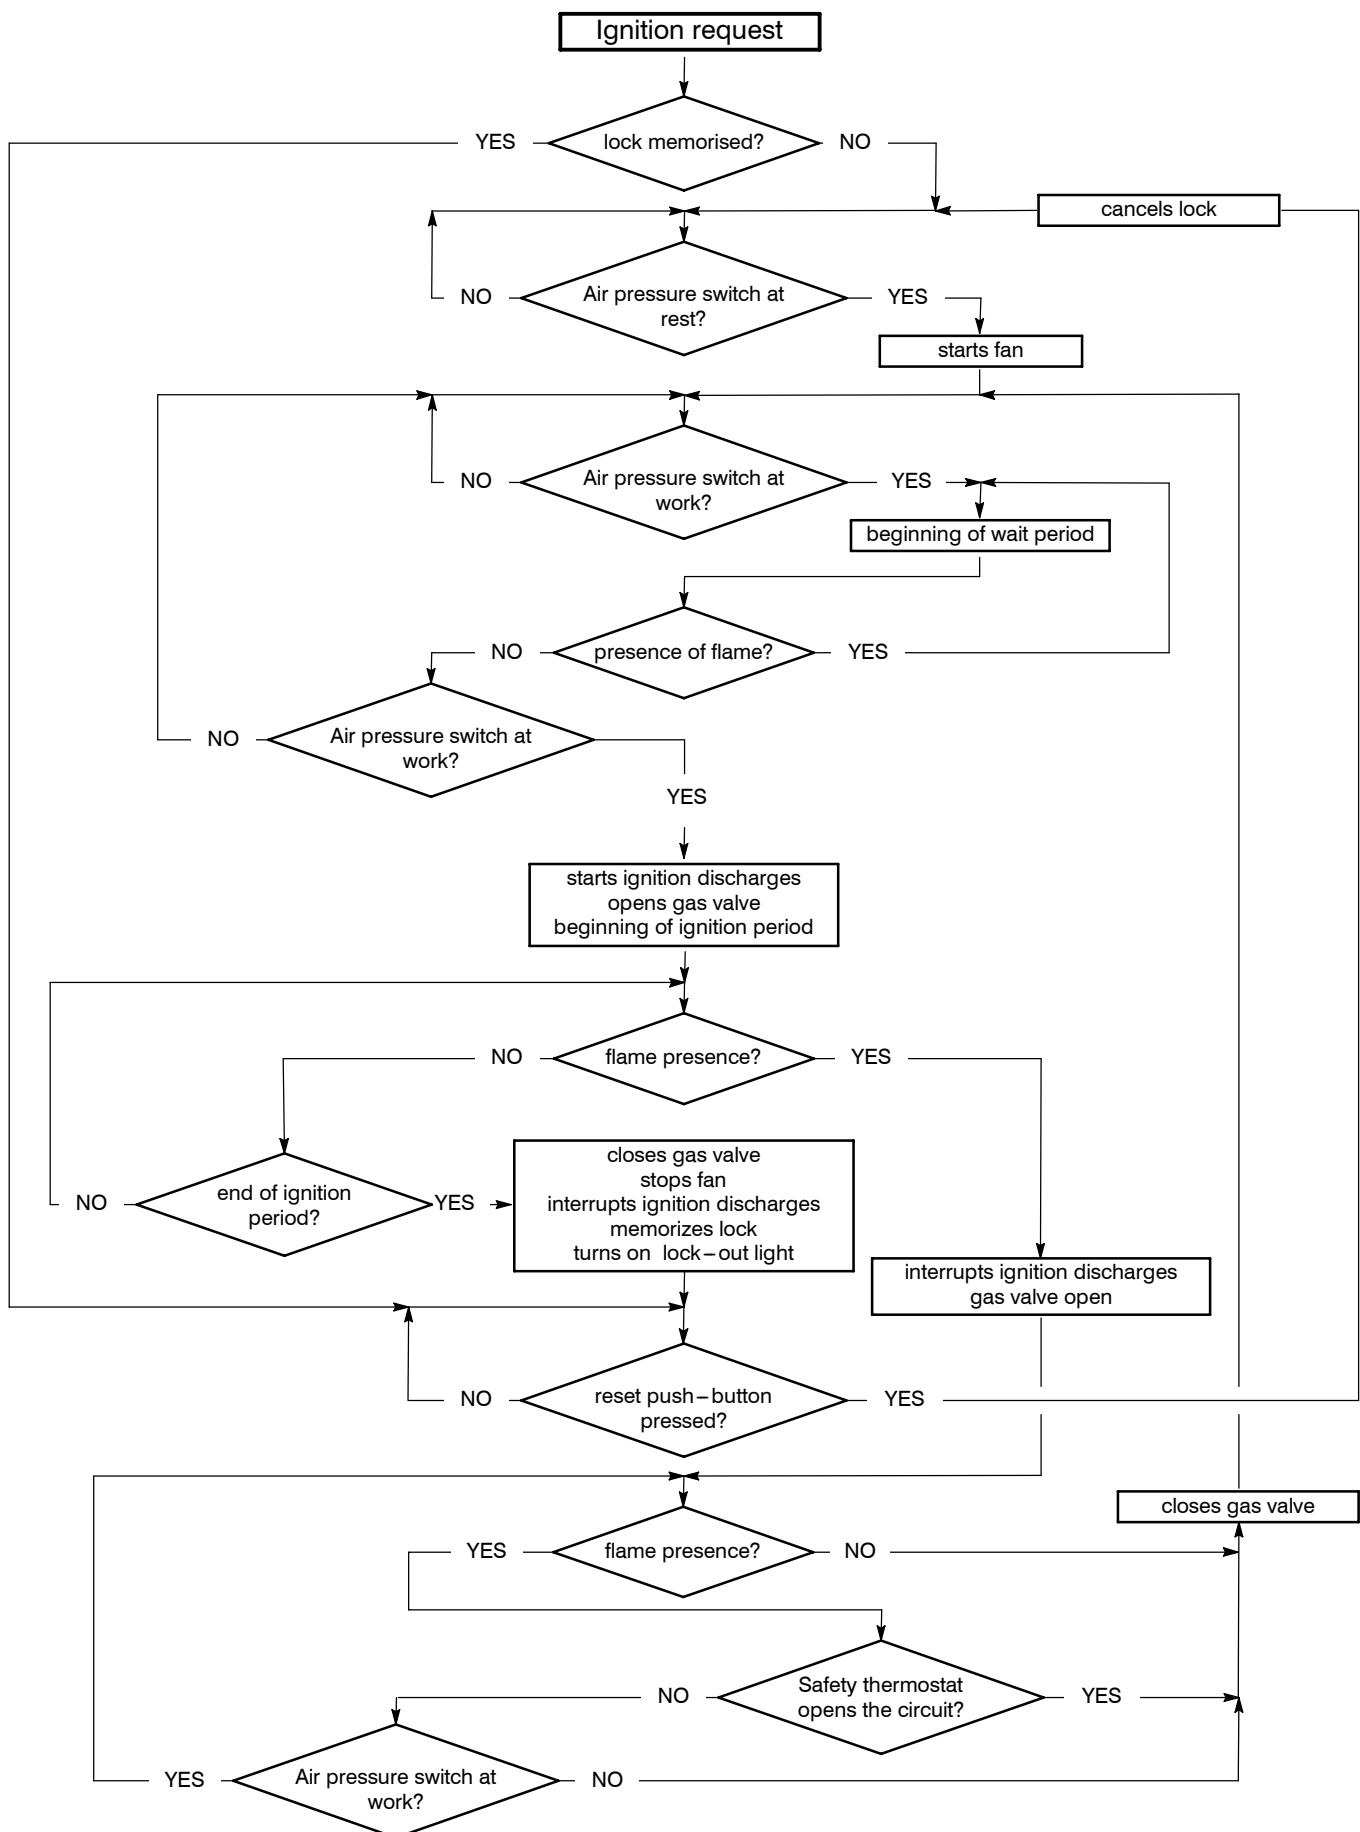 Ignition request
YES
lock memorised?
NO
cancels lock
NO
Air pressure switch at
rest?
YES
starts fan
NO
Air pressure switch at
work?
YES
beginning of wait period
NO
presence of flame?
YES
NO
Air pressure switch at
work?
YES
starts ignition discharges
opens gas valve
beginning of ignition period
NO
flame presence?
YES
NO
end of ignition
period?
YES
closes gas valve
stops fan
interrupts ignition discharges
memorizes lock
turns on lock-out light
interrupts ignition discharges
gas valve open
NO
reset push-button
pressed?
YES
closes gas valve
YES
flame presence?
NO
NO
Safety thermostat
opens the circuit?
YES
YES
Air pressure switch at
work?
NO